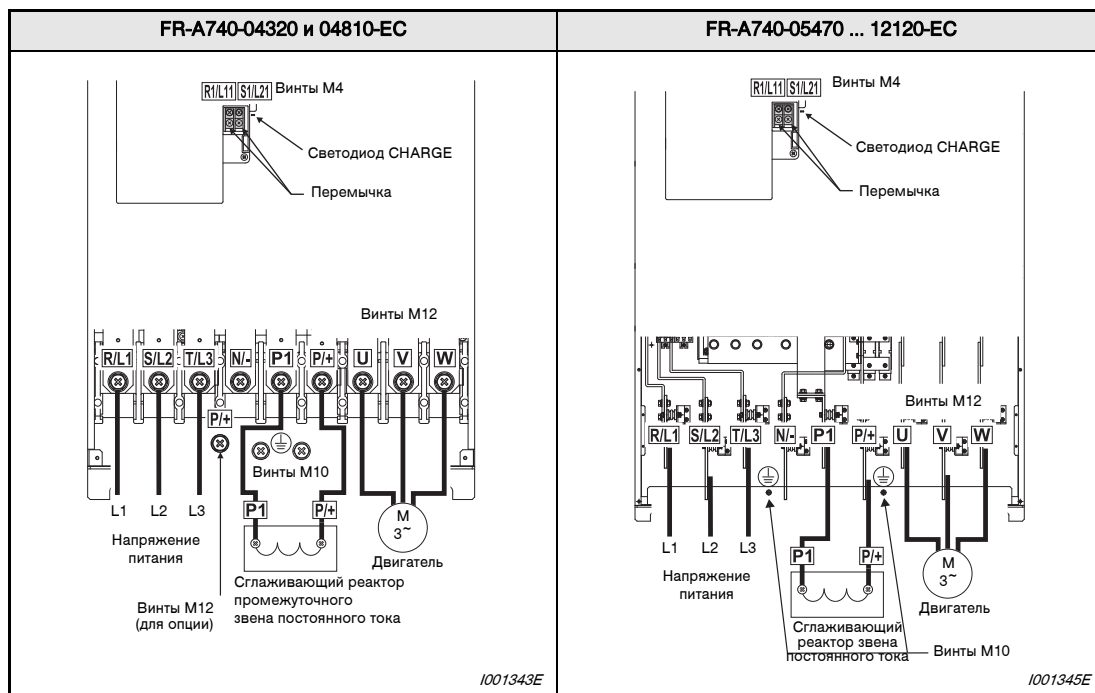 FR-A740-04320 и 04810-EC
R1/L11 S1/L21 Винты M4
Светодиод CHARGE
Перемычка
Винты M12
R/L1 S/L2 T/L3 N/- P1 P/+ U V W
P/+
Винты M10
P1 P/+
L1 L2 L3
M
3~
Напряжение
питания
Двигатель
Сглаживающий реактор
промежуточного
звена постоянного тока
Винты M12
(для опции)
I001343E
FR-A740-05470 ... 12120-EC
R1/L11 S1/L21 Винты M4
Светодиод CHARGE
Перемычка
Винты M12
R/L1 S/L2 T/L3 N/- P1 P/+ U V W
L1 L2 L3
P1 P/+
M
3~
Напряжение
питания
Двигатель
Сглаживающий
реактор звена
постоянного тока
Винты M10
I001345E